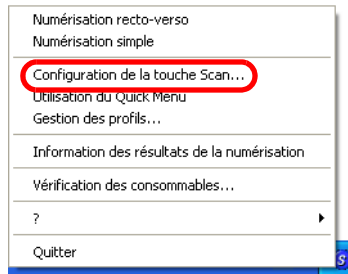 Numérisation recto-verso
Numérisation simple
Configuration de la touche Scan...
Utilisation du Quick Menu
Gestion des profils...
Information des résultats de la numérisation
Vérification des consommables...
?
Quitter
S